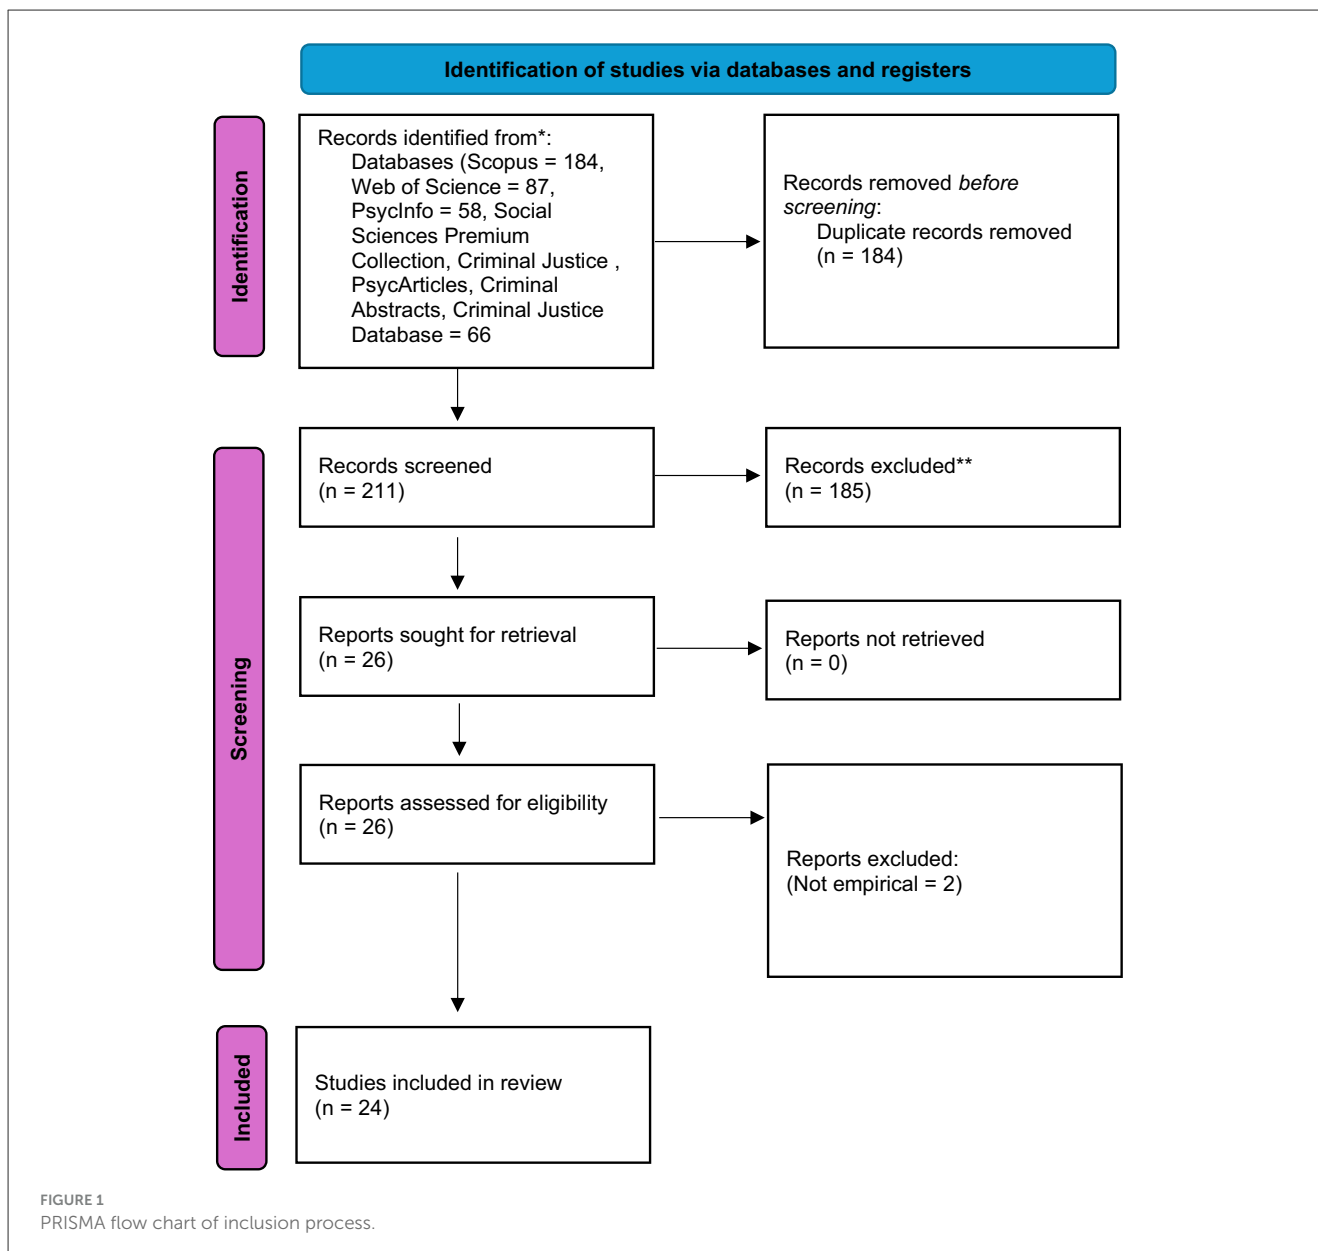 Identification of studies via databases and registers
Identification
Records identified from*:
Databases (Scopus = 184,
Web of Science = 87,
PsycInfo = 58, Social
Sciences Premium
Collection, Criminal Justice ,
PsycArticles, Criminal
Abstracts, Criminal Justice
Database = 66
Records removed before
screening:
Duplicate records removed
(n = 184)
Screening
Records screened
(n = 211)
Records excluded**
(n = 185)
Reports sought for retrieval
(n = 26)
Reports not retrieved
(n = 0)
Reports assessed for eligibility
(n = 26)
Reports excluded:
(Not empirical = 2)
Included
Studies included in review
(n = 24)
FIGURE 1
PRISMA flow chart of inclusion process.